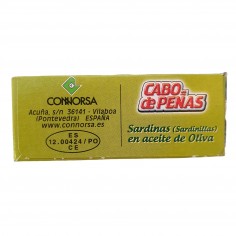 CONNORSA
Acuña, s/n 36141 - Vilaboa
(Pontevedra) ESPAÑA
www.connorsa.es
ES
12.00424/PO
CE
CABO-
de PEÑAS
Sardinas (Sardinillas)
en aceite de Oliva